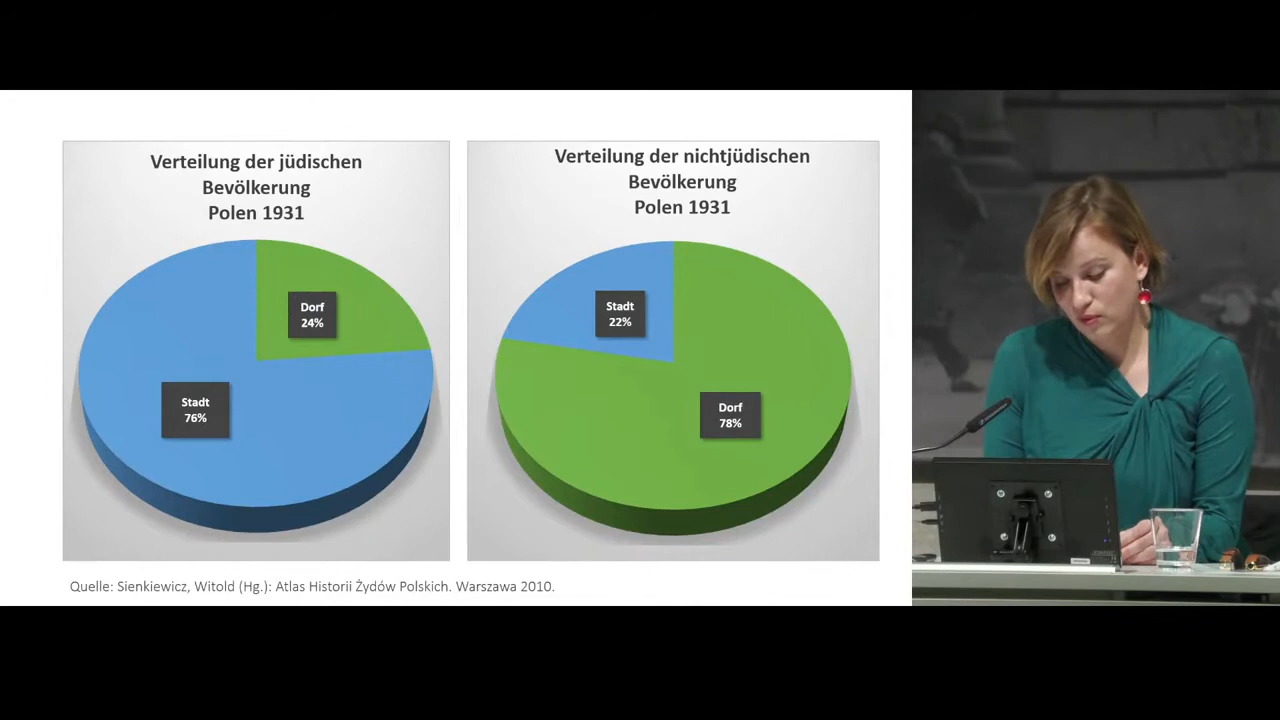 Verteilung der jüdischen
Bevölkerung
Polen 1931
Dorf
24%
Stadt
76%
Verteilung der nichtjüdischen
Bevölkerung
Polen 1931
Stadt
22%
Dorf
78%
Quelle: Sienkiewicz, Witold (Hg.): Atlas Historii Żydów Polskich. Warszawa 2010.